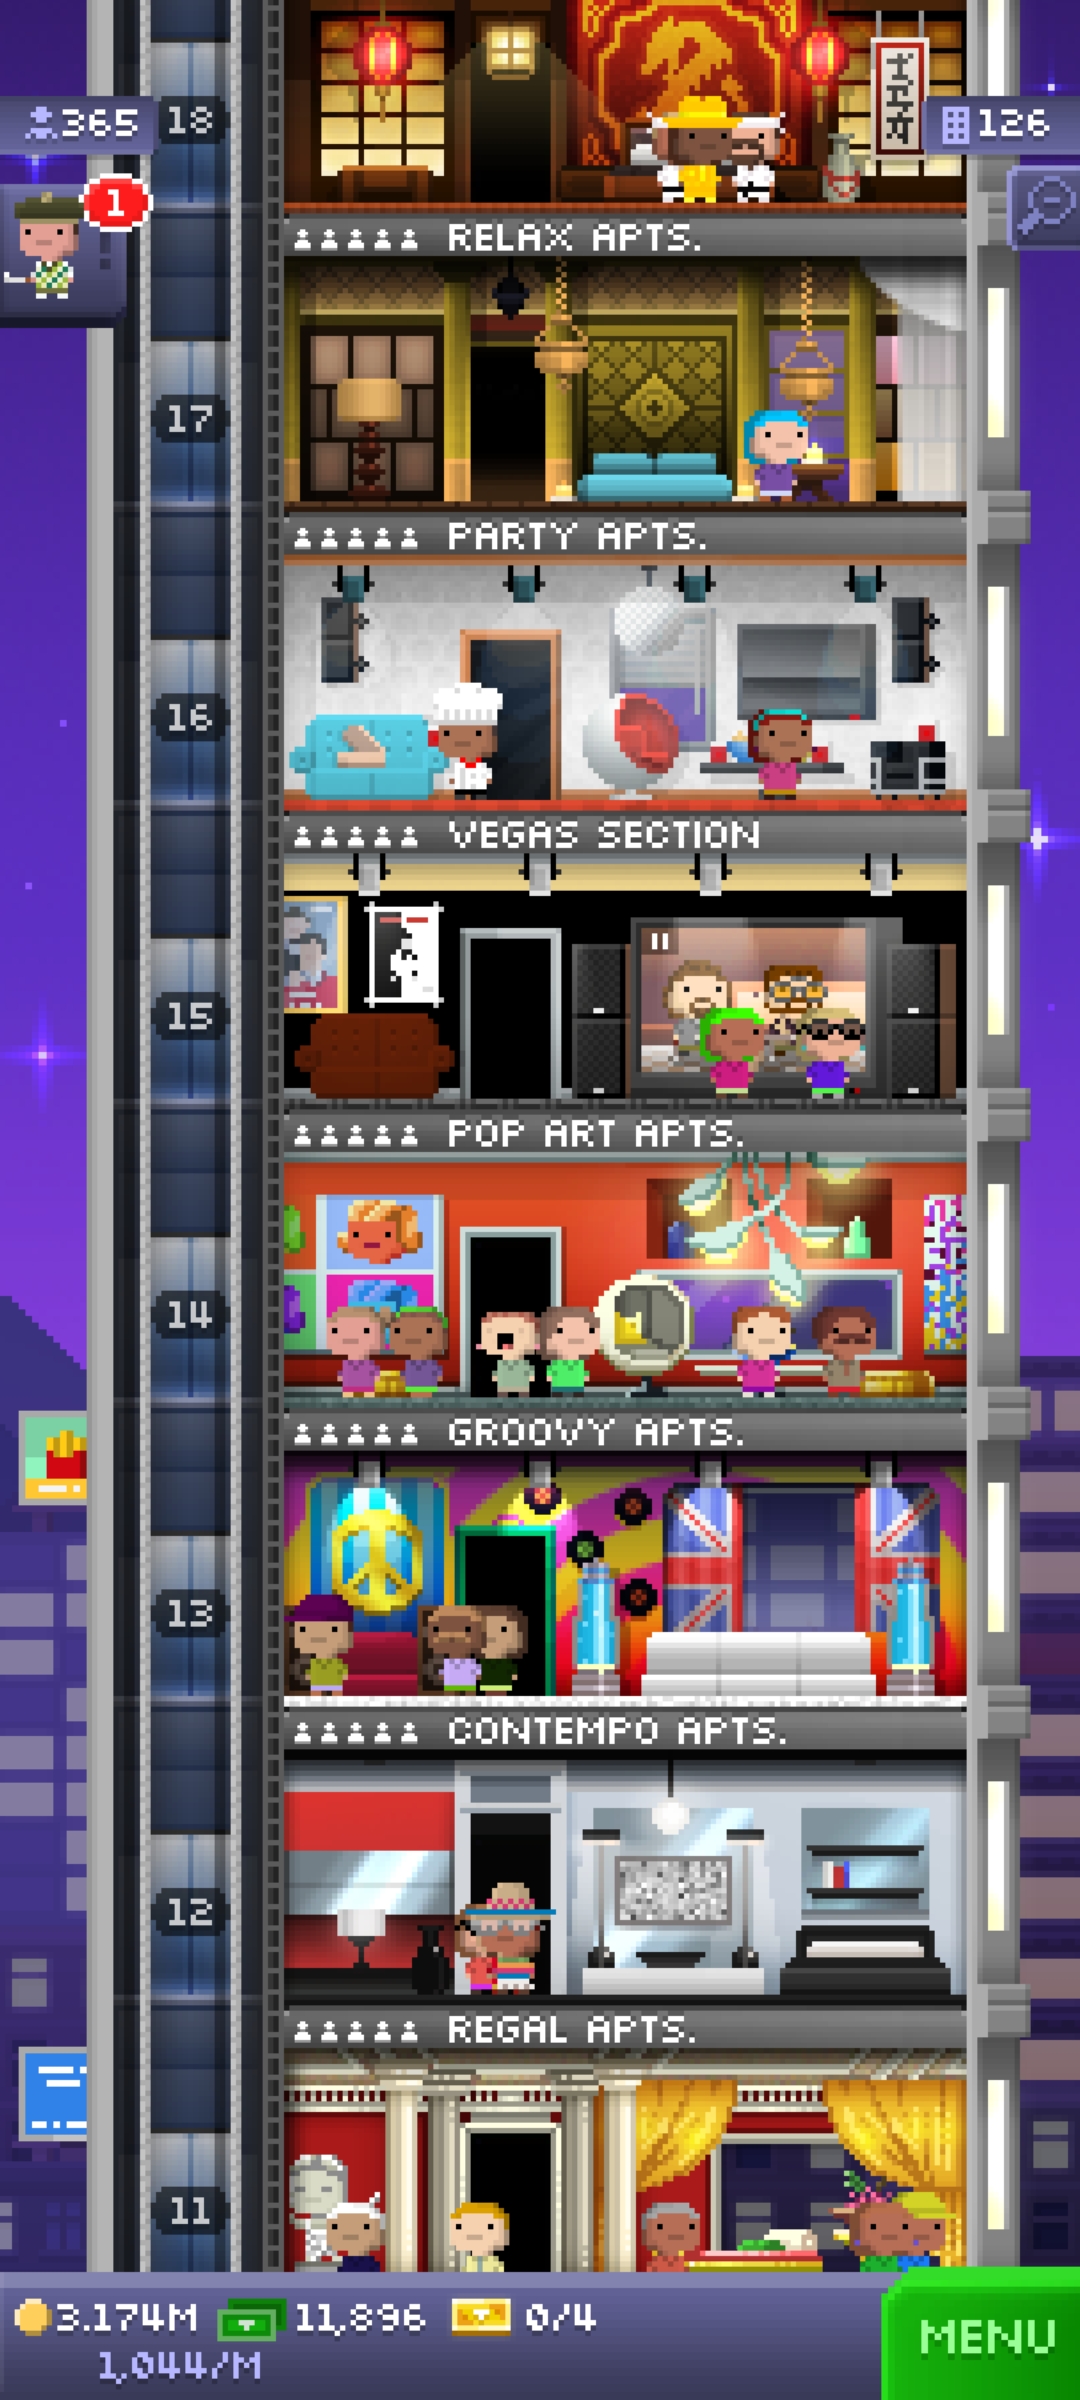 365
18
126
1
RELAX APTS.
17
PARTY APTS.
16
VEGAS SECTION
15
POP ART APTS.
14
GROOVY APTS.
13
CONTEMPO APTS.
12
REGAL APTS.
11
3.174M 11,896 0/4
1,044/M
MENU